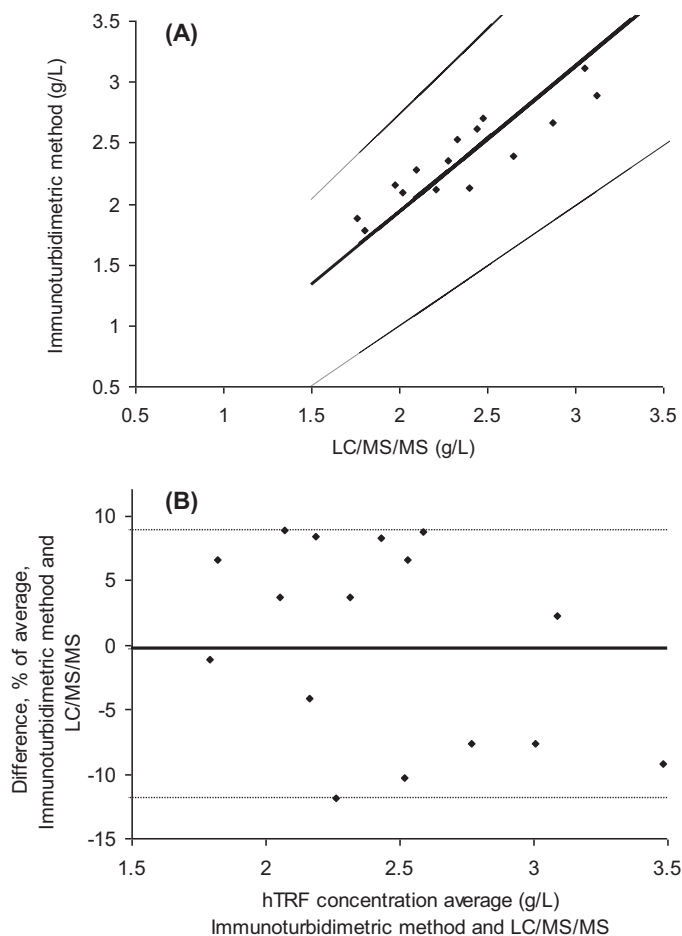 (A)
Immunoturbidimetric method (g/L)
3.5
3
2.5
2
1.5
1
0.5
0.5 1 1.5 2 2.5 3 3.5
LC/MS/MS (g/L)
(B)
Difference, % of average,
Immunoturbidimetric method and
LC/MS/MS
10
5
0
-5
-10
-15
1.5 2 2.5 3 3.5
hTRF concentration average (g/L)
Immunoturbidimetric method and LC/MS/MS